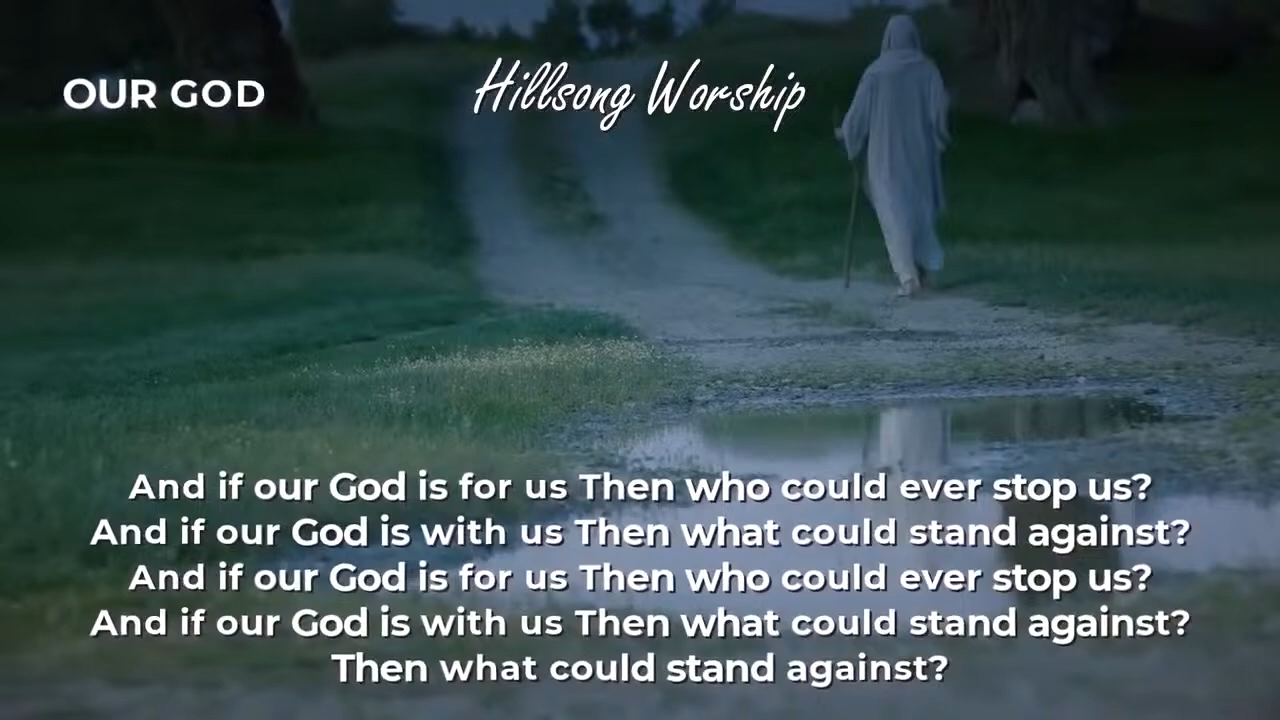 OUR GOD
Hillsong Worship
And if our God is for us Then who could ever stop us?
And if our God is with us Then what could stand against?
And if our God is for us Then who could ever stop us?
And if our God is with us Then what could stand against?
Then what could stand against?